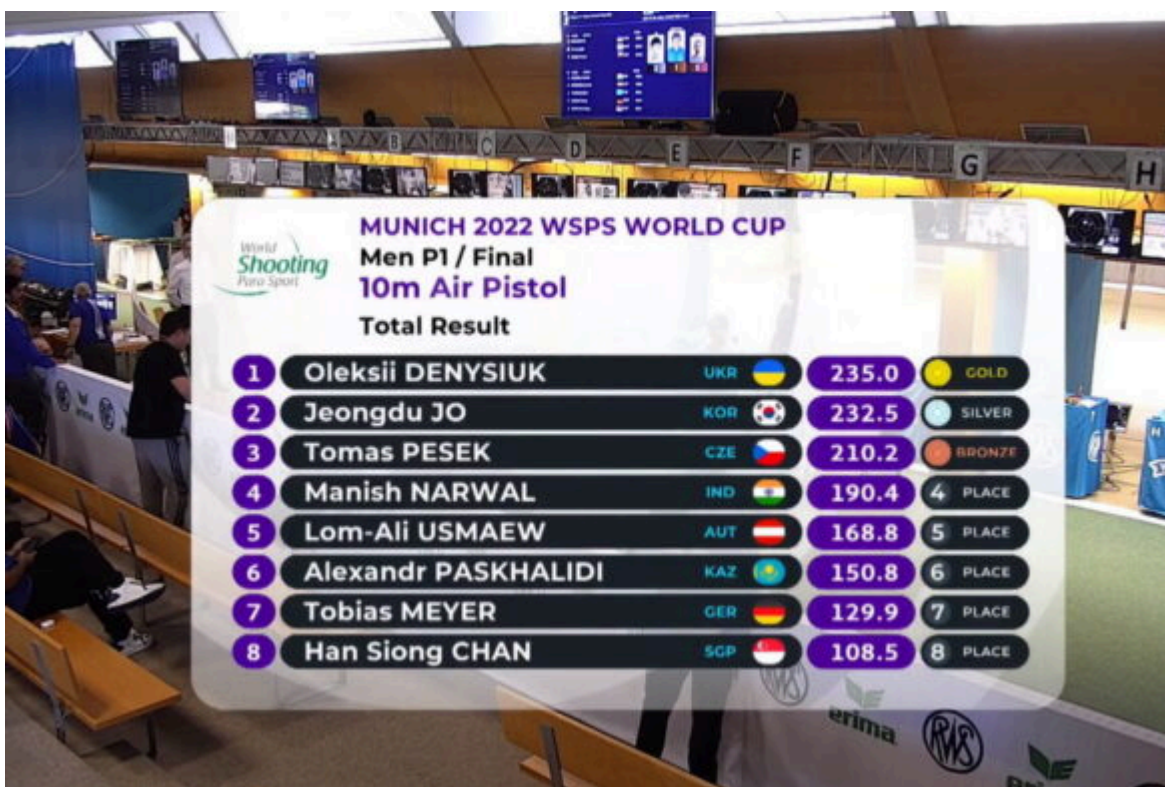 A
B
C
D
E
F
G
H
World
Shooting
Para Sport
MUNICH 2022 WSPS WORLD CUP
Men P1 / Final
10m Air Pistol
Total Result
1 Oleksii DENYSIUK UKR 235.0 GOLD
2 Jeongdu JO KOR 232.5 SILVER
3 Tomas PESEK CZE 210.2 BRONZE
4 Manish NARWAL IND 190.4 4 PLACE
5 Lom-Ali USMAEW AUT 168.8 5 PLACE
6 Alexandr PASKHALIDI KAZ 150.8 6 PLACE
7 Tobias MEYER GER 129.9 7 PLACE
8 Han Siong CHAN SGP 108.5 8 PLACE
erima
erima
RWS